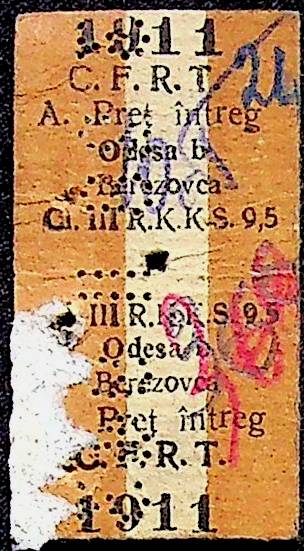 1911
C. F. R. T.
A. Preț întreg
Odesa b
Berezovca
Cl. III R.K.K.S. 9,5
III R.K.K.S. 9,5
Odesa b
Berezovca
Preț întreg
C. F. R. T.
1911